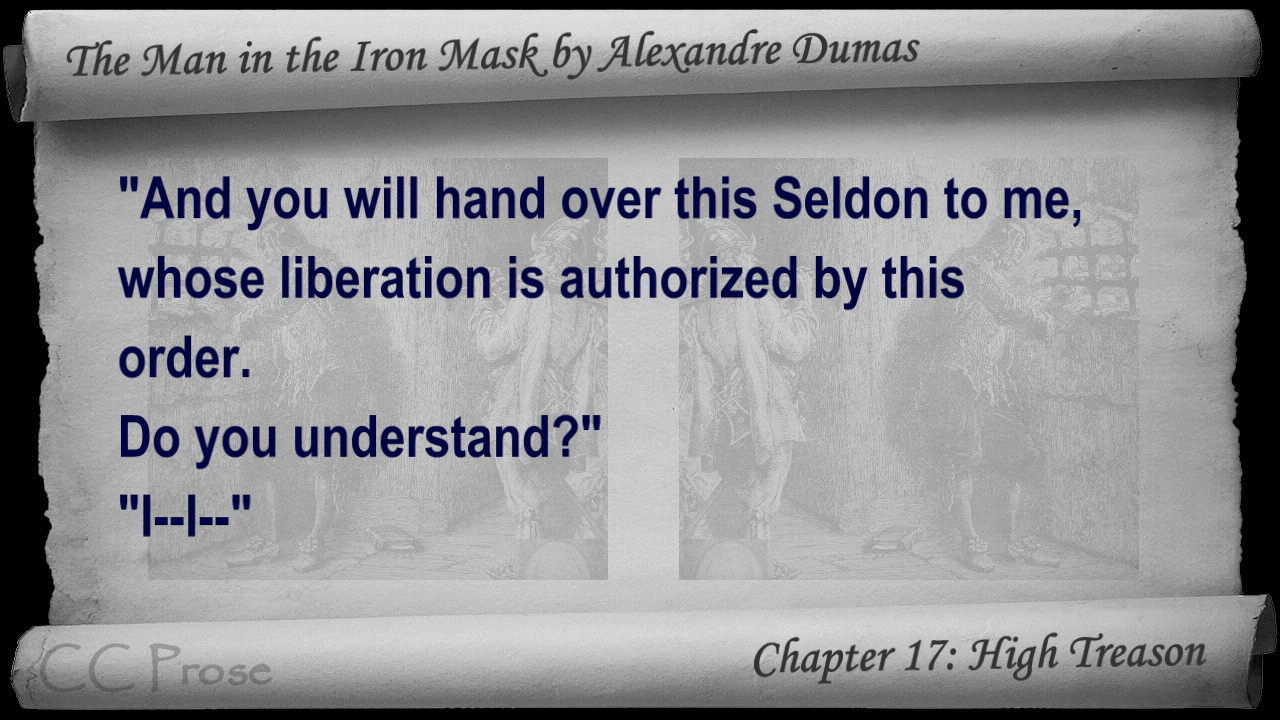 The Man in the Iron Mask by Alexandre Dumas
"And you will hand over this Seldon to me,
whose liberation is authorized by this
order.
Do you understand?"
"I--I--"
CC Prose
Chapter 17: High Treason